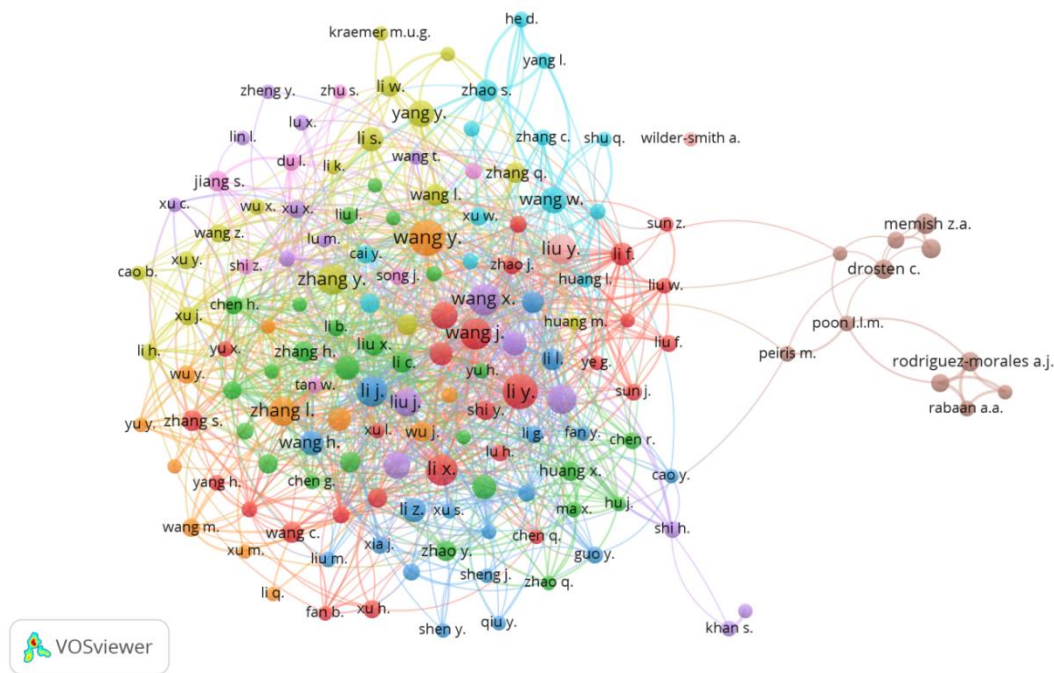 he d.
kraemer m.u.g.
yang l.
li w.
zhao s.
zheng y.
zhu s.
yang y.
lu x.
li s.
zhang c.
shu q.
wilder-smith a.
lin l.
wang t.
du l.
li k.
zhang q.
jiang s.
wang l.
wang w.
xu c.
wu x.
xu x.
liu l.
xu w.
sun z.
memish z.a.
wang z.
lu m.
wang y.
liu y.
li f.
xu y.
cai y.
zhao j.
shi z.
song j.
huang l.
drosten c.
cao b.
zhang y.
liu w.
chen h.
wang x.
xu j.
li b.
huang m.
poon l.l.m.
wang j.
liu x.
liu f.
yu x.
li h.
zhang h.
li c.
li l.
ye g.
peiris m.
rodriguez-morales a.j.
wu y.
yu h.
tan w.
li j.
li y.
sun j.
liu j.
rabaan a.a.
zhang l.
shi y.
zhang s.
yu y.
xu l.
wu j.
li g.
fan y.
wang h.
chen r.
lu h.
li x.
huang x.
cao y.
yang h.
chen g.
hu j.
li z.
xu s.
ma x.
wang m.
wang c.
chen q.
shi h.
xu m.
xia j.
zhao y.
liu m.
guo y.
sheng j.
zhao q.
li q.
fan b.
xu h.
shen y.
qiu y.
khan s.
VOSviewer